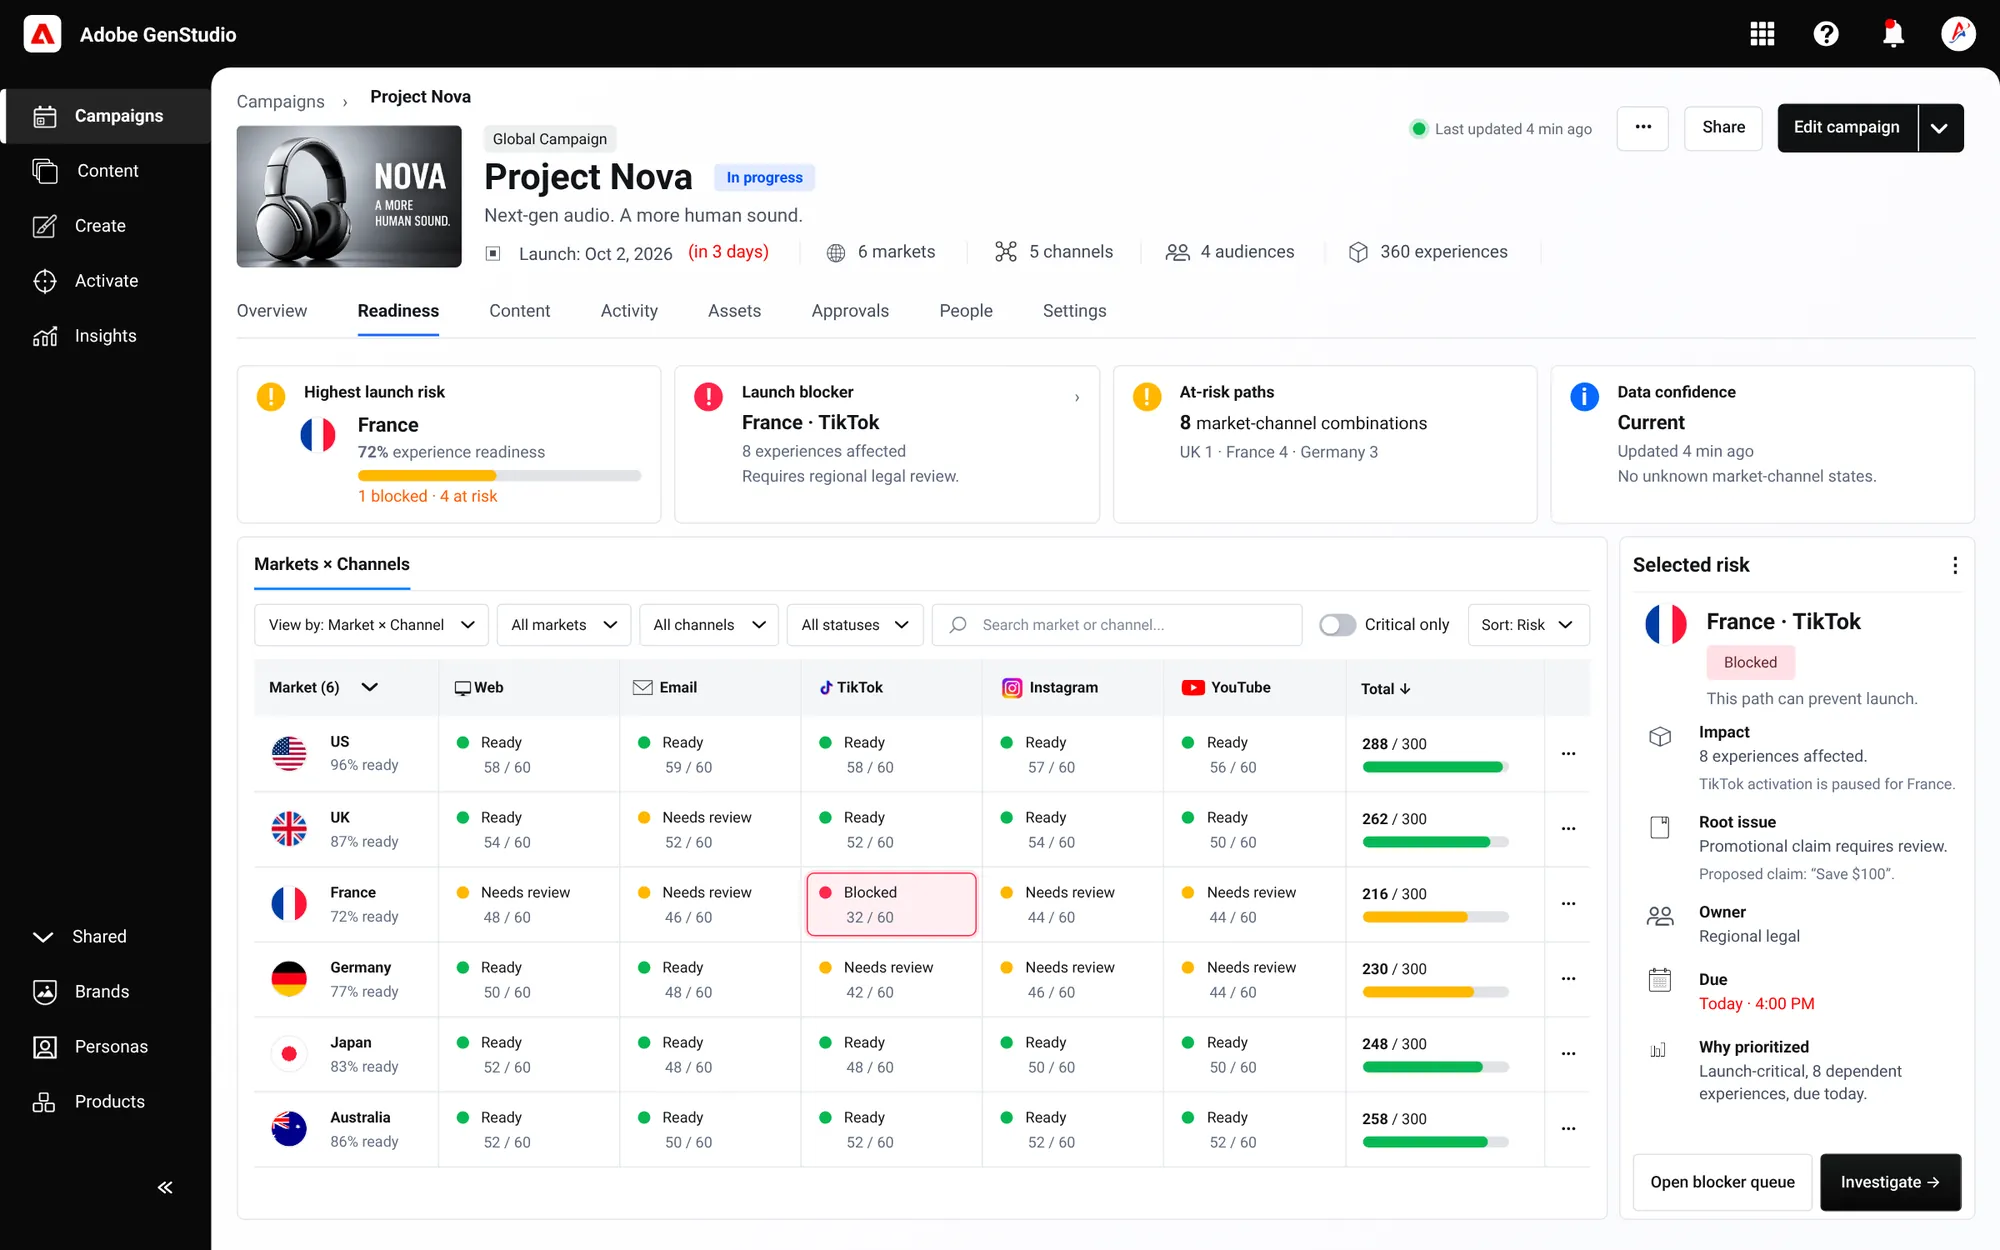 Adobe GenStudio
Campaigns
Content
Create
Activate
Insights
Shared
Brands
Personas
Products
Campaigns › Project Nova
NOVA
A MORE
HUMAN SOUND.
Global Campaign
Project Nova In progress
Next-gen audio. A more human sound.
Launch: Oct 2, 2026 (in 3 days) 6 markets 5 channels 4 audiences 360 experiences
Last updated 4 min ago ··· Share Edit campaign
Overview Readiness Content Activity Assets Approvals People Settings
Highest launch risk
France
72% experience readiness
1 blocked · 4 at risk
Launch blocker ›
France · TikTok
8 experiences affected
Requires regional legal review.
At-risk paths
8 market-channel combinations
UK 1 · France 4 · Germany 3
Data confidence
Current
Updated 4 min ago
No unknown market-channel states.
Markets × Channels
View by: Market × Channel All markets All channels All statuses Search market or channel... Critical only Sort: Risk
Market (6) Web Email TikTok Instagram YouTube Total ↓
US Ready Ready Ready Ready Ready 288 / 300
96% ready 58 / 60 59 / 60 58 / 60 57 / 60 56 / 60
UK Ready Needs review Ready Ready Ready 262 / 300
87% ready 54 / 60 52 / 60 52 / 60 54 / 60 50 / 60
France Needs review Needs review Blocked Needs review Needs review 216 / 300
72% ready 48 / 60 46 / 60 32 / 60 44 / 60 44 / 60
Germany Ready Ready Needs review Needs review Needs review 230 / 300
77% ready 50 / 60 48 / 60 42 / 60 46 / 60 44 / 60
Japan Ready Ready Ready Ready Ready 248 / 300
83% ready 52 / 60 48 / 60 48 / 60 50 / 60 50 / 60
Australia Ready Ready Ready Ready Ready 258 / 300
86% ready 52 / 60 50 / 60 52 / 60 52 / 60 52 / 60
Selected risk
France · TikTok
Blocked
This path can prevent launch.
Impact
8 experiences affected.
TikTok activation is paused for France.
Root issue
Promotional claim requires review.
Proposed claim: “Save $100”.
Owner
Regional legal
Due
Today · 4:00 PM
Why prioritized
Launch-critical, 8 dependent
experiences, due today.
Open blocker queue Investigate →